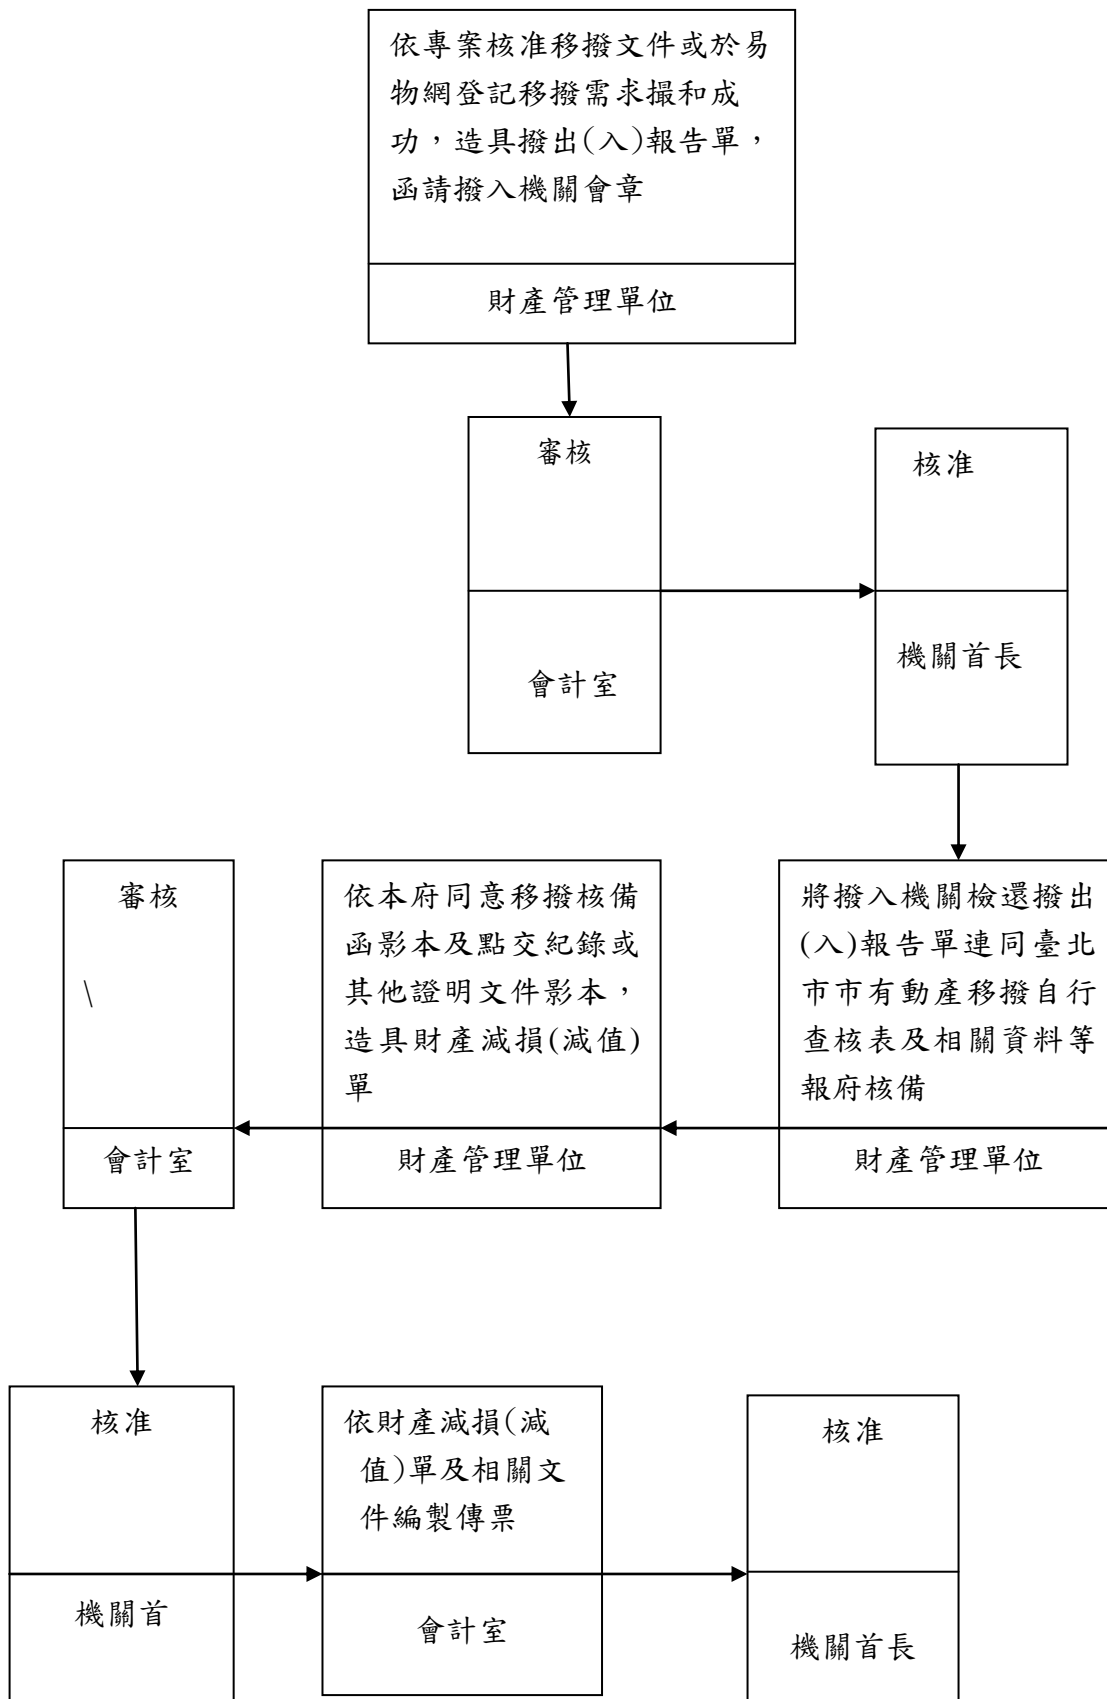 依專案核准移撥文件或於易
物網登記移撥需求撮和成
功，造具撥出(入)報告單，
函請撥入機關會章
財產管理單位
審核
會計室
核准
機關首長
將撥入機關檢還撥出
(入)報告單連同臺北
市市有動產移撥自行
查核表及相關資料等
報府核備
財產管理單位
依本府同意移撥核備
函影本及點交紀錄或
其他證明文件影本，
造具財產減損(減值)
單
財產管理單位
審核
\
會計室
核准
機關首
依財產減損(減
值)單及相關文
件編製傳票
會計室
核准
機關首長